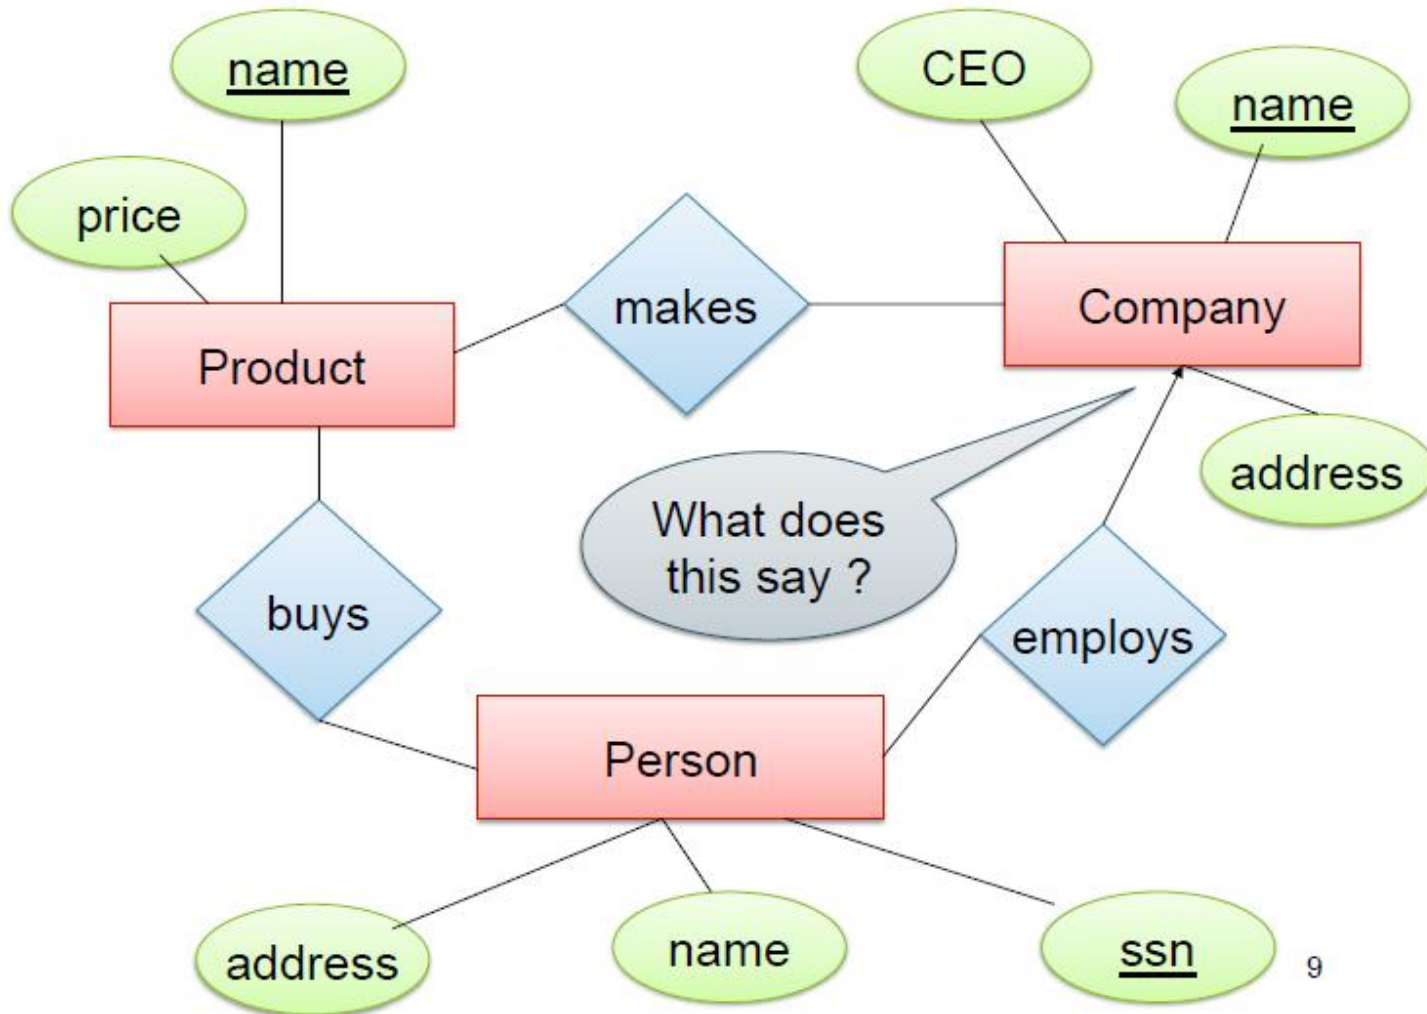 name
CEO
name
price
makes
Company
Product
address
What does
this say ?
buys
employs
Person
address
name
ssn
9